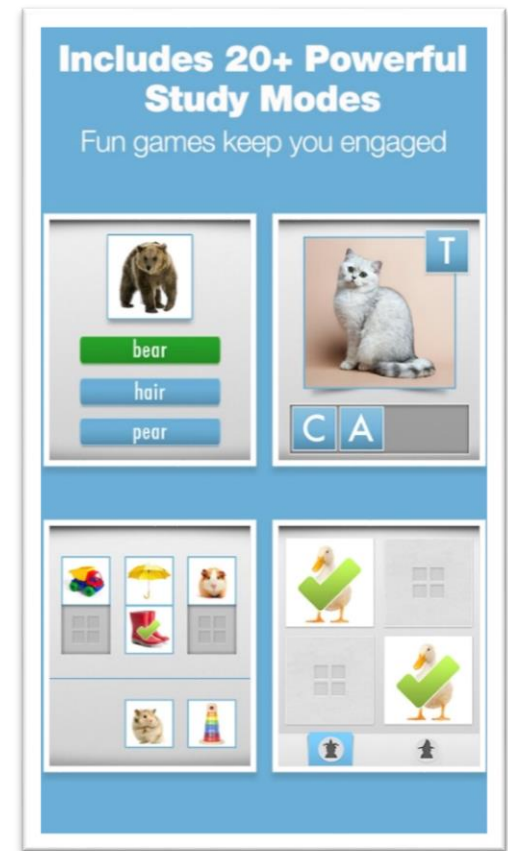 Includes 20+ Powerful
Study Modes
Fun games keep you engaged
bear
hair
pear
T
C A